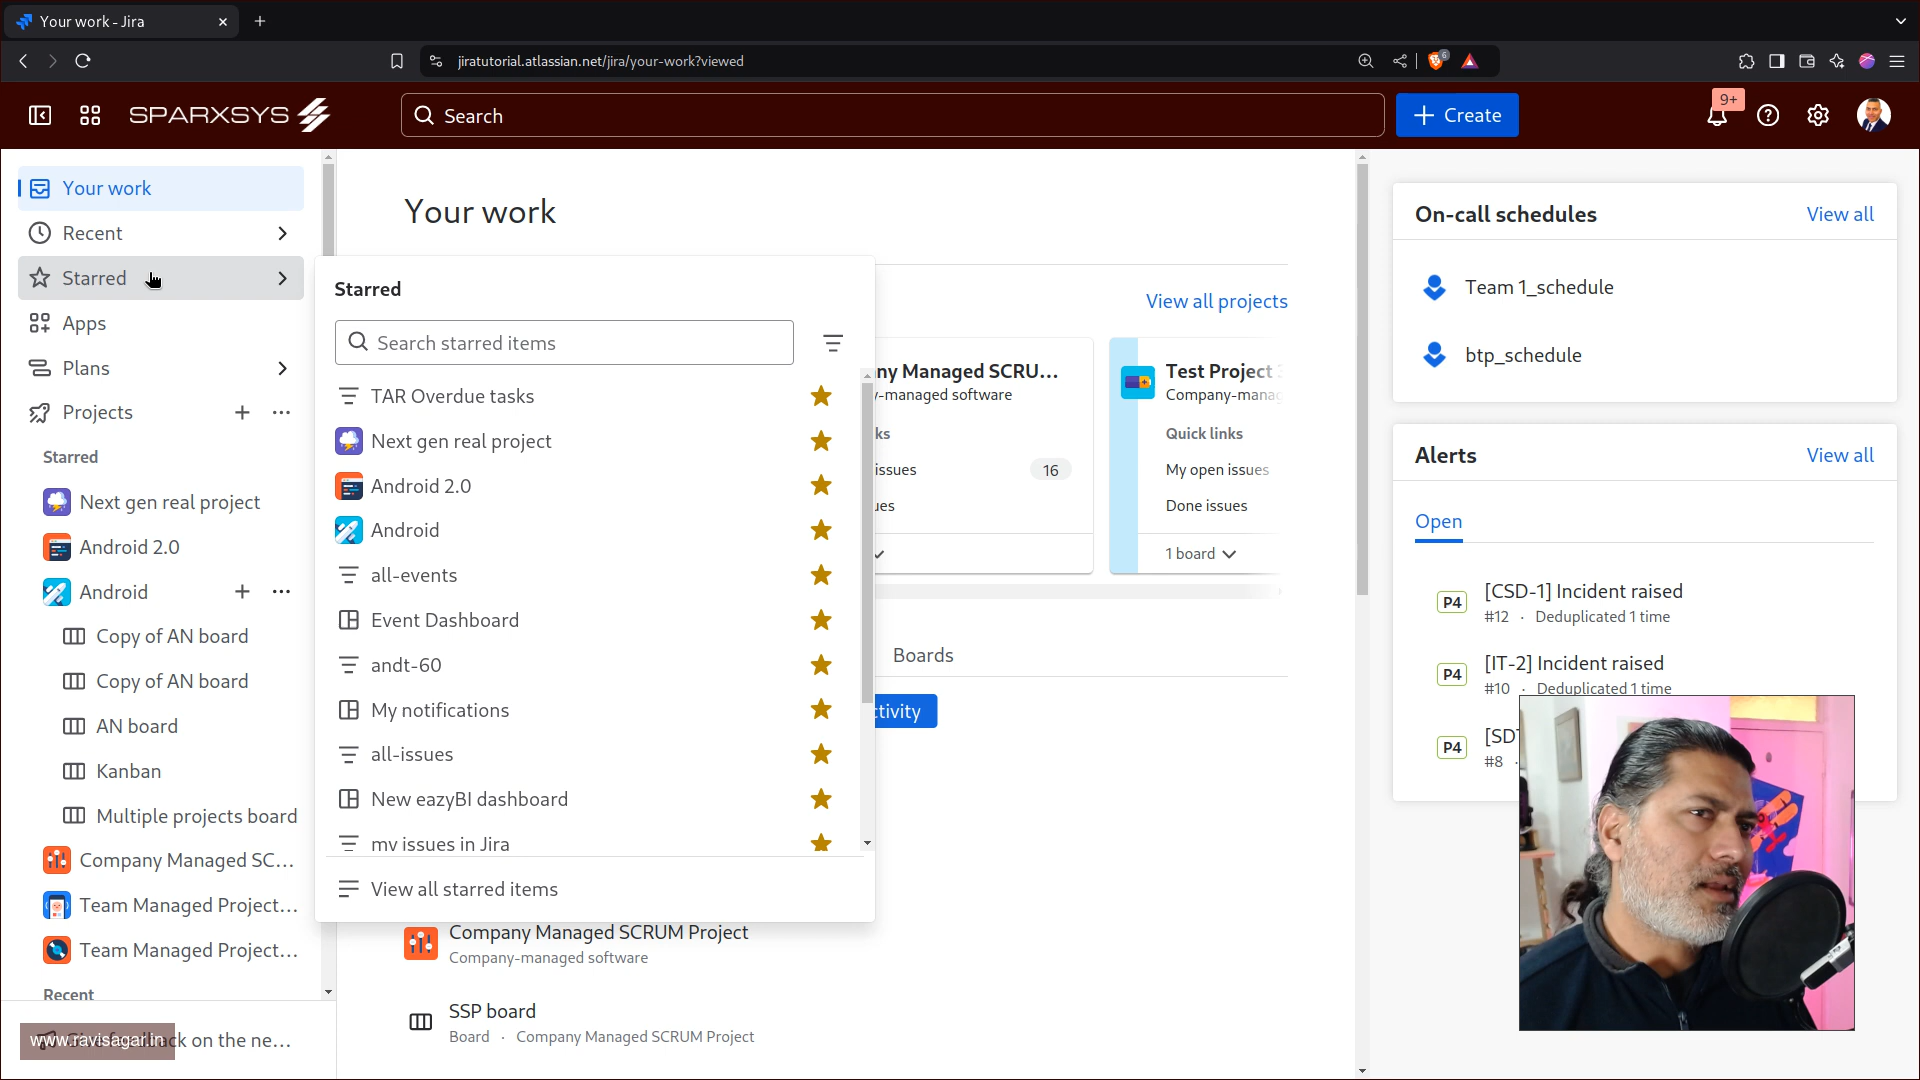 Your work - Jira
jiratutorial.atlassian.net/jira/your-work?viewed
6
SPARXSYS
Search
Create
9+
Your work
Recent
Starred
Apps
Plans
Projects
Starred
Next gen real project
Android 2.0
Android
Copy of AN board
Copy of AN board
AN board
Kanban
Multiple projects board
Company Managed SC...
Team Managed Project...
Team Managed Project...
Recent
www.ravisagar.in
k on the ne...
Your work
Starred
Search starred items
TAR Overdue tasks
Next gen real project
Android 2.0
Android
all-events
Event Dashboard
andt-60
My notifications
all-issues
New eazyBI dashboard
my issues in Jira
View all starred items
View all projects
ny Managed SCRU...
-managed software
ks
issues
16
ues
Test Project
Company-manag
Quick links
My open issues
Done issues
1 board
Boards
ctivity
Company Managed SCRUM Project
Company-managed software
SSP board
Board · Company Managed SCRUM Project
On-call schedules
View all
Team 1_schedule
btp_schedule
Alerts
View all
Open
P4
[CSD-1] Incident raised
#12 · Deduplicated 1 time
P4
[IT-2] Incident raised
#10 · Deduplicated 1 time
P4
[SD
#8 ·